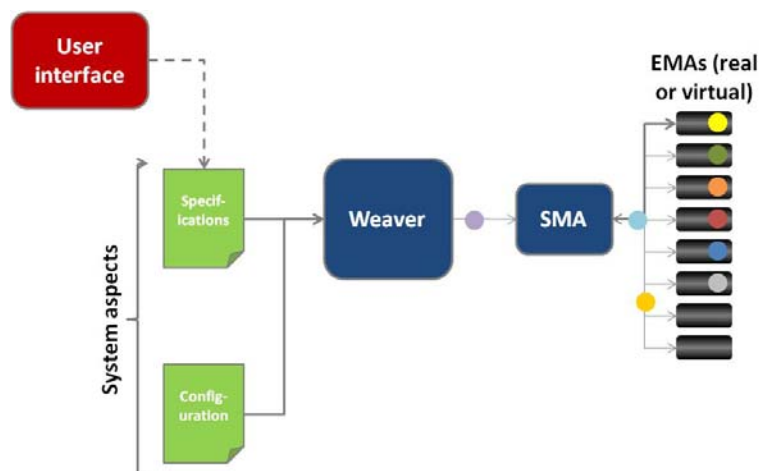 User
interface
EMAs (real
or virtual)
Specif-
ications
Weaver
SMA
System aspects
Config-
uration